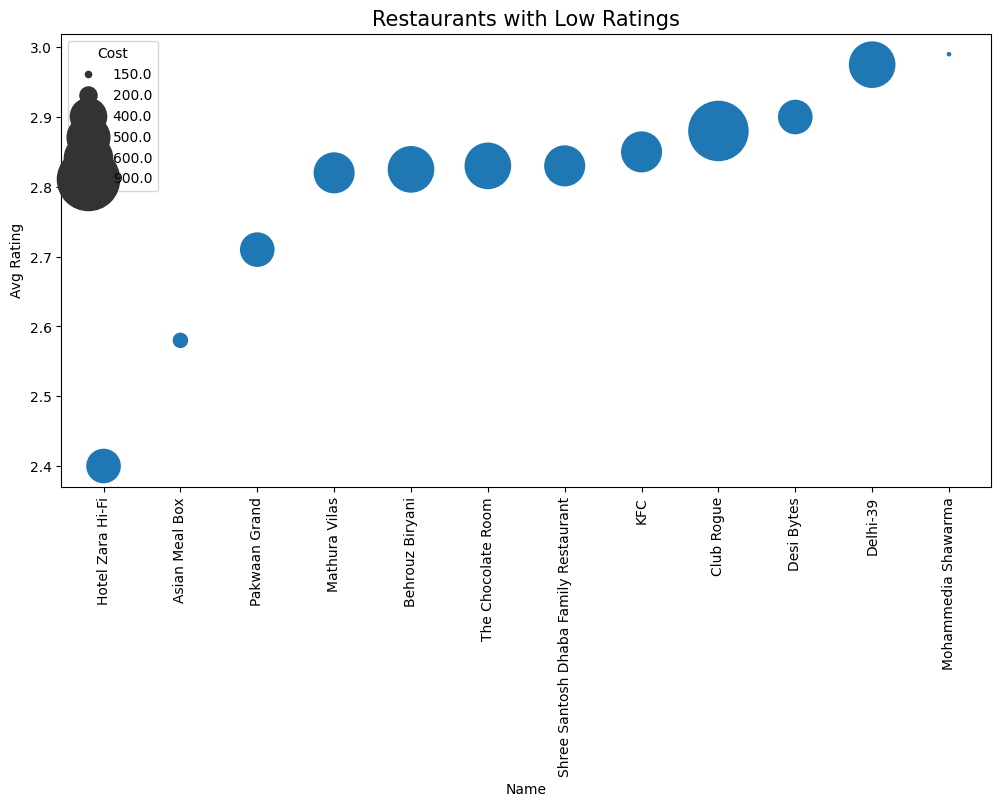 Restaurants with Low Ratings
Cost
150.0
200.0
400.0
500.0
600.0
900.0
3.0
2.9
2.8
2.7
2.6
2.5
2.4
Avg Rating
Hotel Zara Hi-Fi
Asian Meal Box
Pakwaan Grand
Mathura Vilas
Behrouz Biryani
The Chocolate Room
Shree Santosh Dhaba Family Restaurant
KFC
Club Rogue
Desi Bytes
Delhi-39
Mohammedia Shawarma
Name